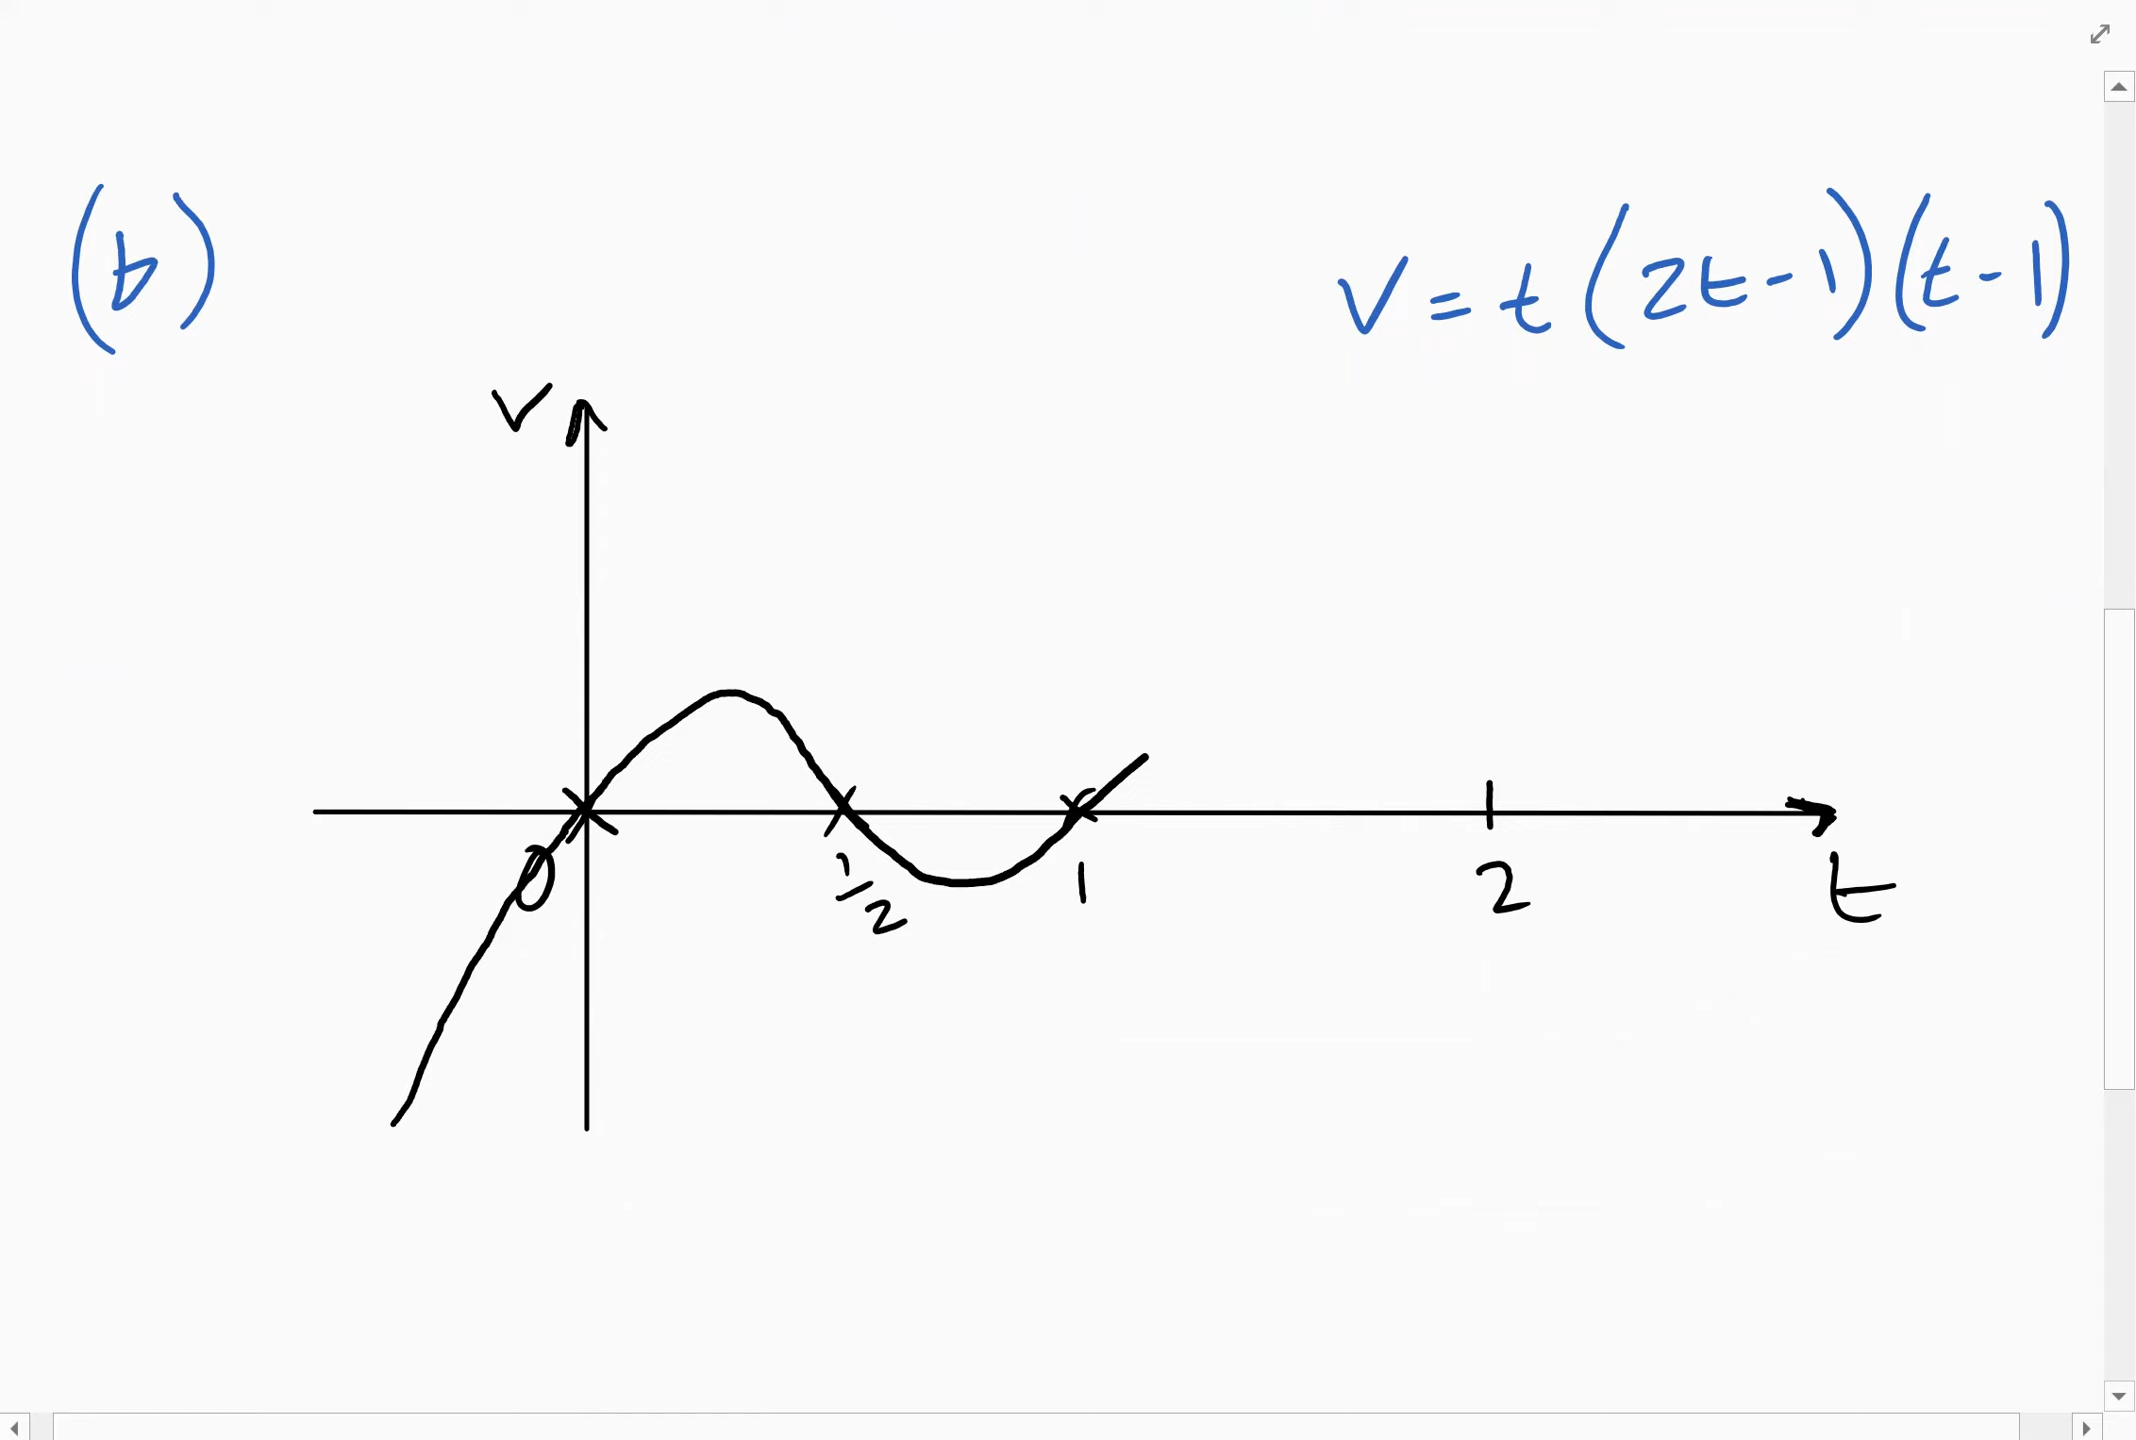 (b)
V = t(2t-1)(t-1)
V
0
1/2
1
2
t